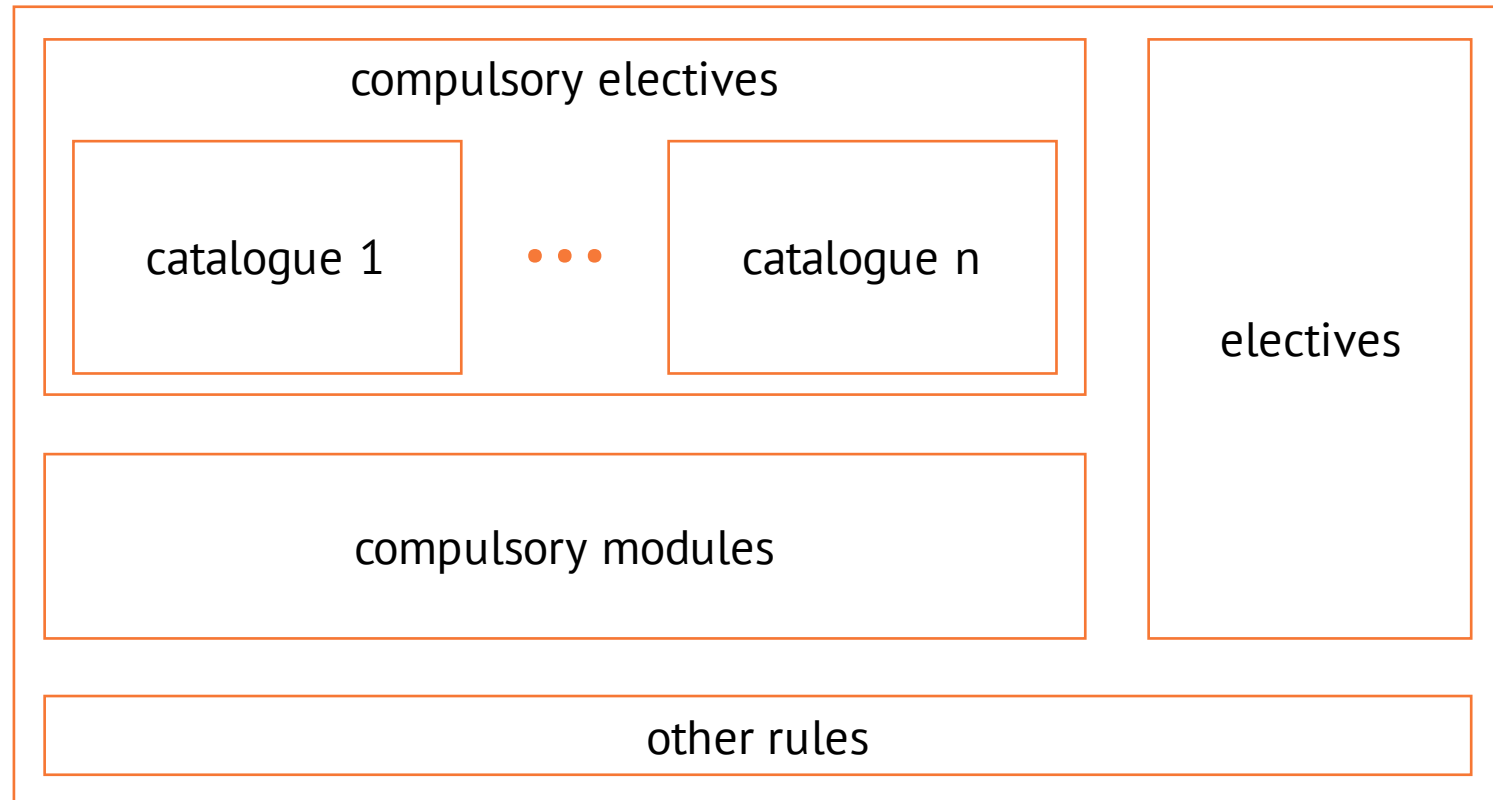 compulsory electives
catalogue 1
catalogue n
electives
compulsory modules
other rules